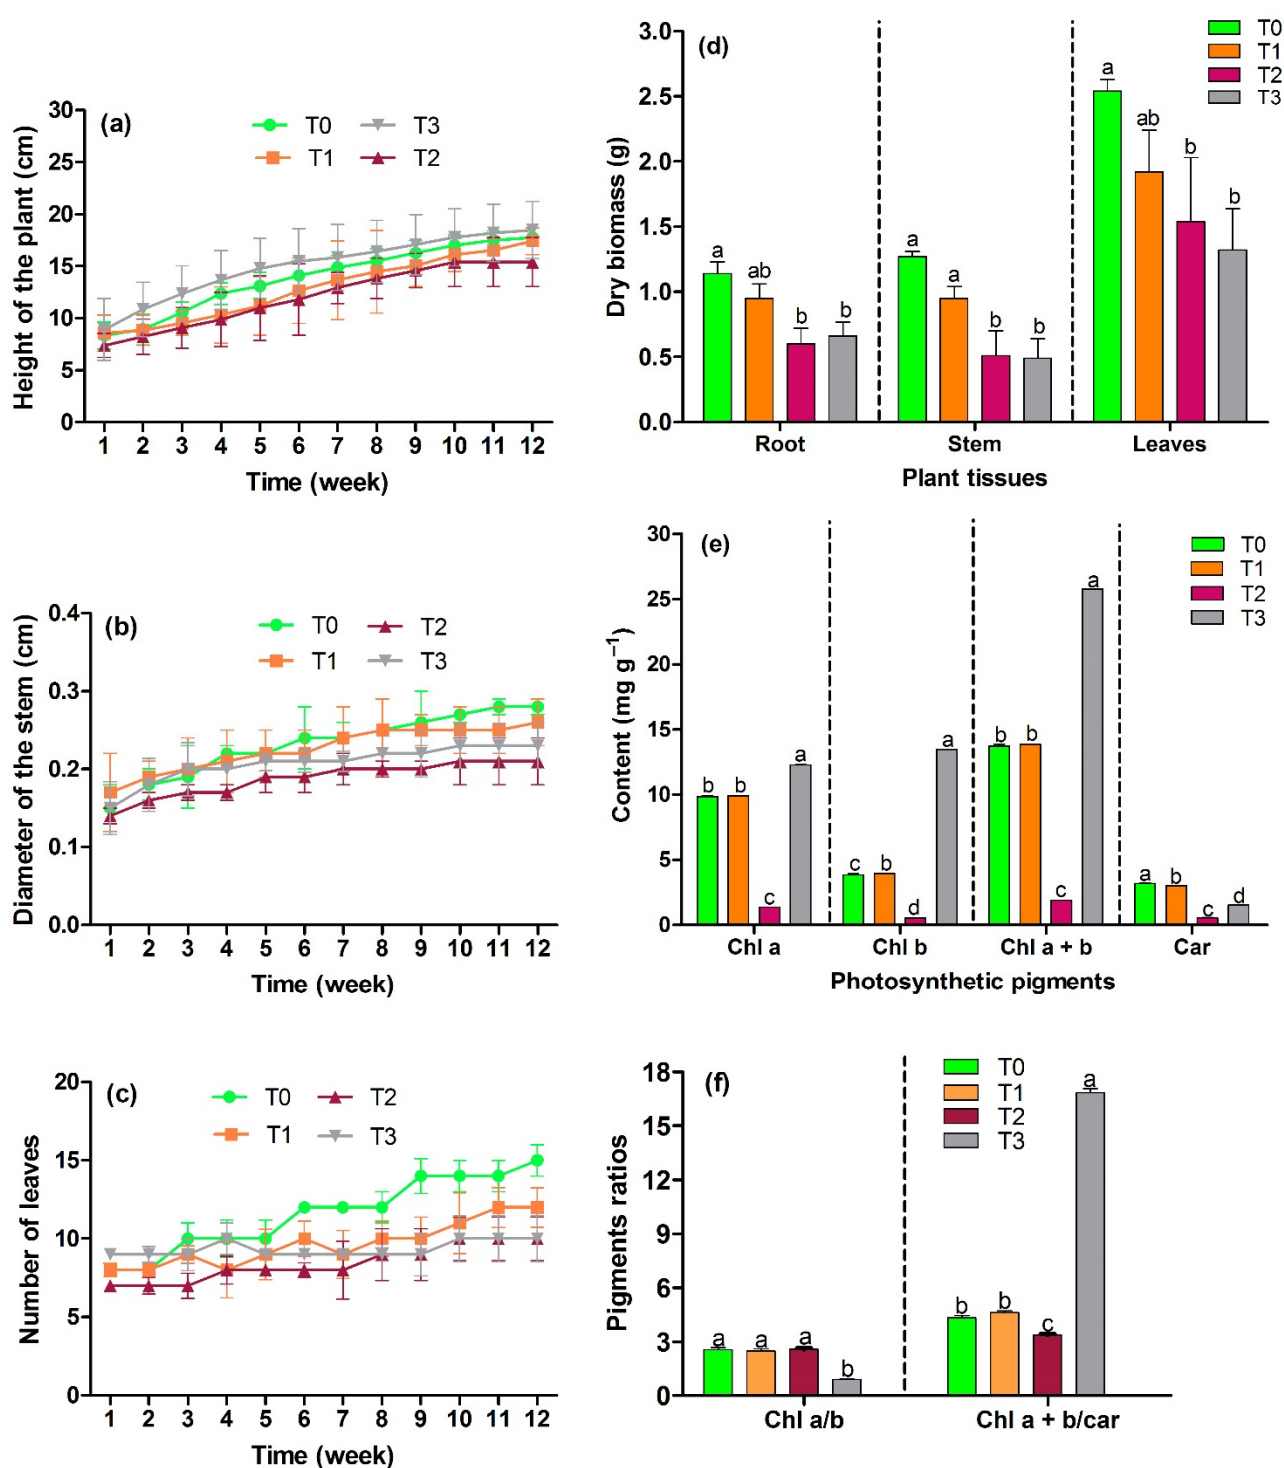 (a)
T0
T3
T1
T2
Height of the plant (cm)
30
25
20
15
10
5
0
1 2 3 4 5 6 7 8 9 10 11 12
Time (week)
(b)
T0
T2
T1
T3
Diameter of the stem (cm)
0.4
0.3
0.2
0.1
0.0
1 2 3 4 5 6 7 8 9 10 11 12
Time (week)
(c)
T0
T2
T1
T3
Number of leaves
20
15
10
5
0
1 2 3 4 5 6 7 8 9 10 11 12
Time (week)
(d)
T0
T1
T2
T3
Dry biomass (g)
3.0
2.5
2.0
1.5
1.0
0.5
0.0
a ab b b
a a b b
a ab b b
Root Stem Leaves
Plant tissues
(e)
T0
T1
T2
T3
Content (mg g⁻¹)
30
25
20
15
10
5
0
b b c a
c b d a
b b c a
a b c d
Chl a Chl b Chl a + b Car
Photosynthetic pigments
(f)
T0
T1
T2
T3
Pigments ratios
18
15
12
9
6
3
0
a a a b
b b c a
Chl a/b Chl a + b/car